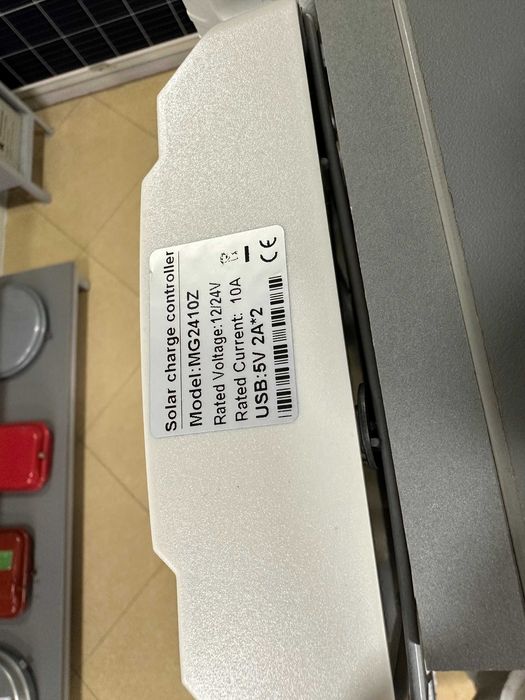 Solar charge controller
Model:MG2410Z
Rated Voltage:12/24V
Rated Current: 10A
USB:5V 2A*2
CE